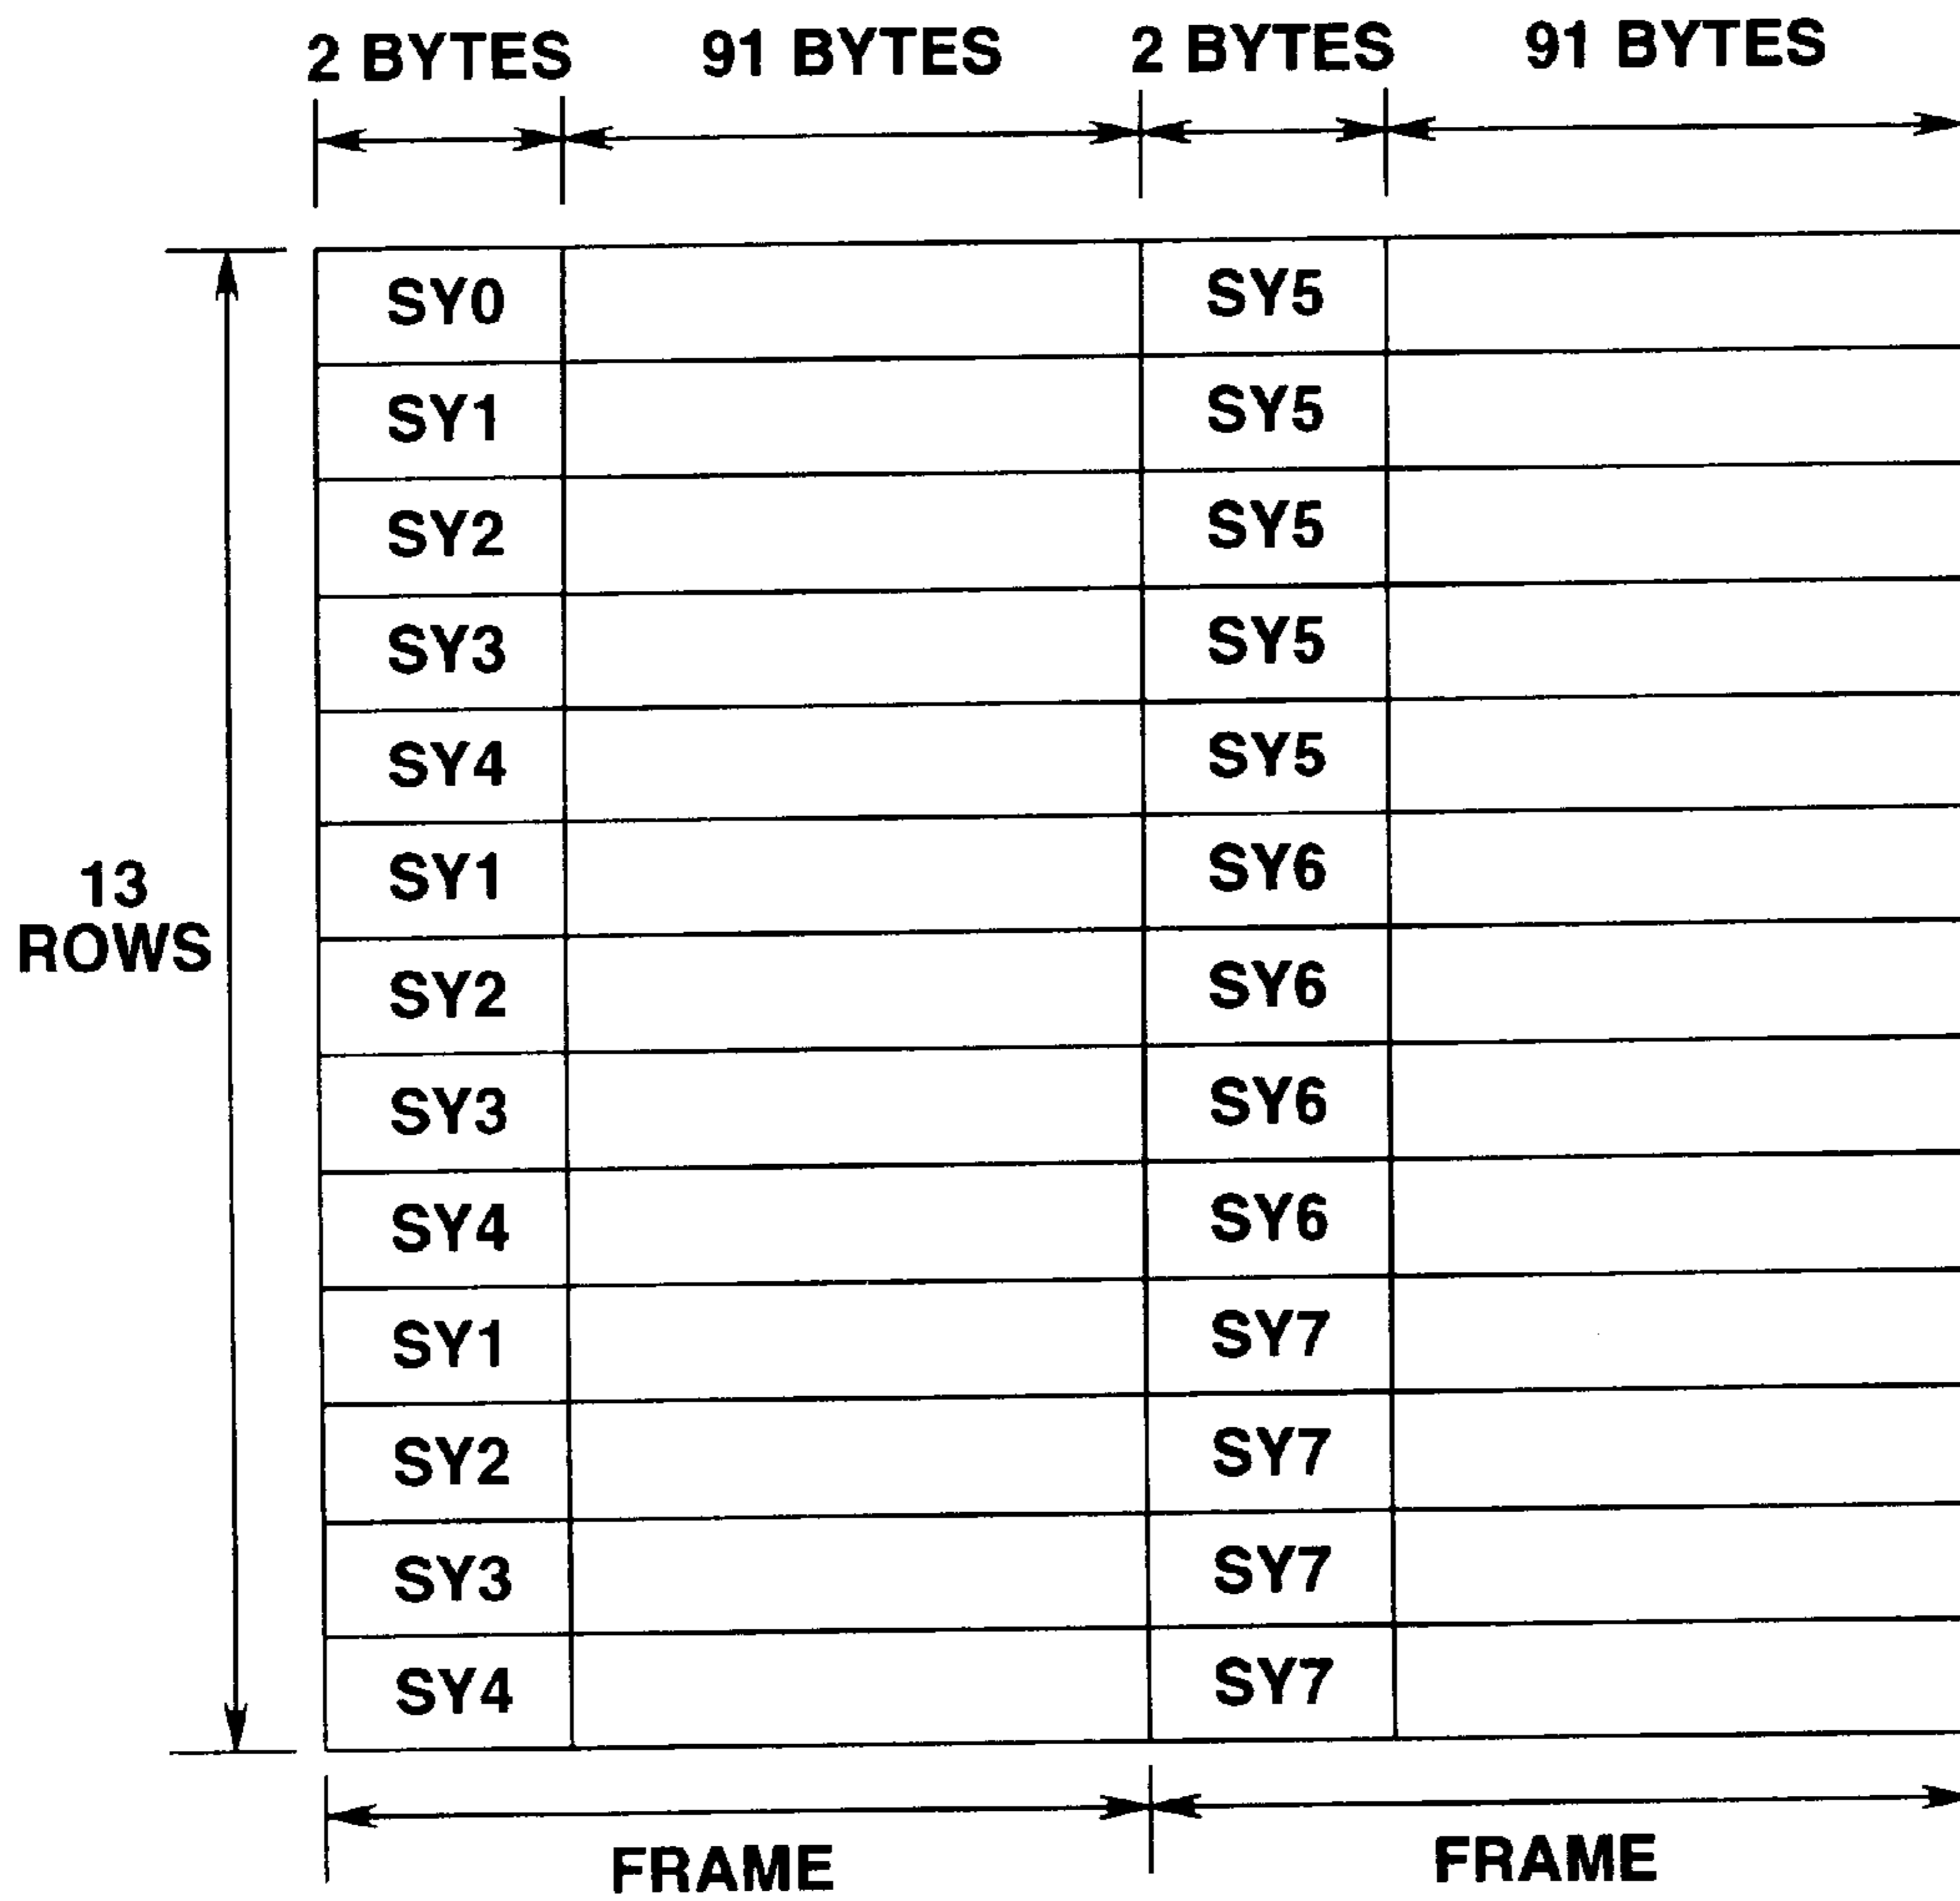 2 BYTES 91 BYTES 2 BYTES 91 BYTES
SY0 SY5
SY1 SY5
SY2 SY5
SY3 SY5
SY4 SY5
SY1 SY6
13
ROWS
SY2 SY6
SY3 SY6
SY4 SY6
SY1 SY7
SY2 SY7
SY3 SY7
SY4 SY7
FRAME FRAME